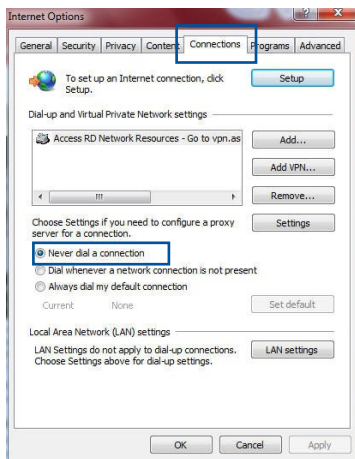 Internet Options
General Security Privacy Content Connections Programs Advanced
To set up an Internet connection, click
Setup.
Setup
Dial-up and Virtual Private Network settings
Access RD Network Resources - Go to vpn.as
Add...
Add VPN...
Remove...
Choose Settings if you need to configure a proxy
server for a connection.
Settings
Never dial a connection
Dial whenever a network connection is not present
Always dial my default connection
Current None
Set default
Local Area Network (LAN) settings
LAN Settings do not apply to dial-up connections.
Choose Settings above for dial-up settings.
LAN settings
OK Cancel Apply